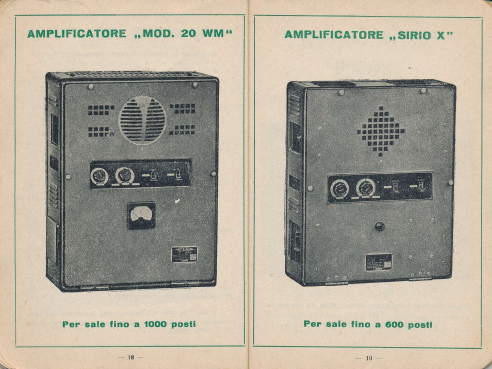 AMPLIFICATORE „MOD. 20 WM"
Per sale fino a 1000 posti
— 18 —
AMPLIFICATORE „SIRIO X"
Per sale fino a 600 posti
— 19 —